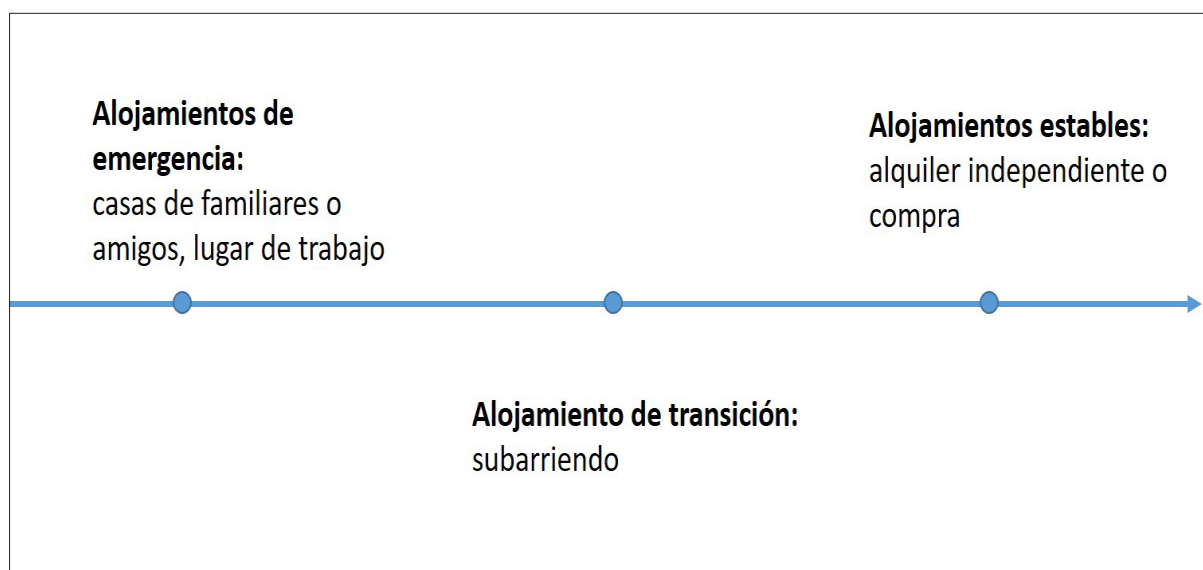 Alojamientos de
emergencia:
casas de familiares o
amigos, lugar de trabajo
Alojamiento de transición:
subarriendo
Alojamientos estables:
alquiler independiente o
compra